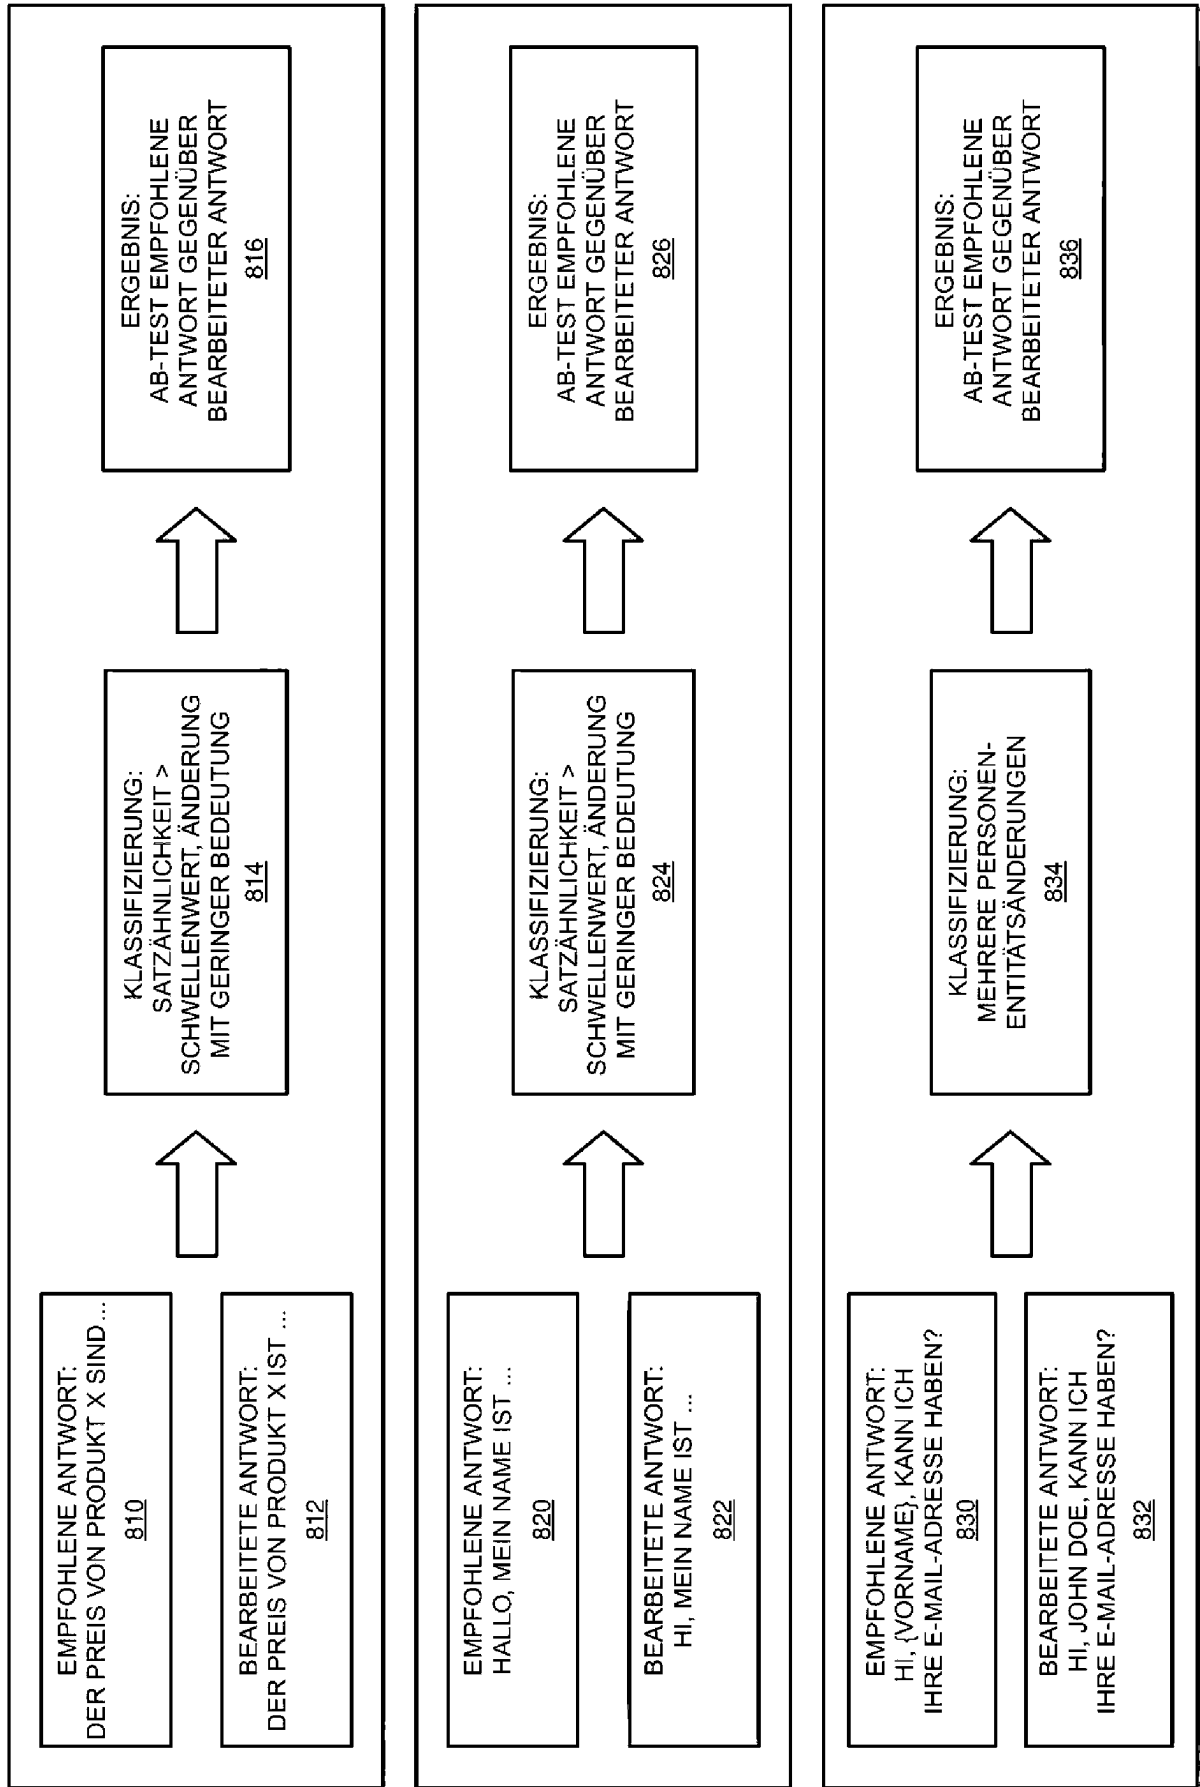 EMPFOHLENE ANTWORT:
DER PREIS VON PRODUKT X SIND...
810
BEARBEITETE ANTWORT:
DER PREIS VON PRODUKT X IST ...
812
KLASSIFIZIERUNG:
SATZÄHNLICHKEIT >
SCHWELLENWERT, ÄNDERUNG
MIT GERINGER BEDEUTUNG
814
ERGEBNIS:
AB-TEST EMPFOHLENE
ANTWORT GEGENÜBER
BEARBEITETER ANTWORT
816
EMPFOHLENE ANTWORT:
HALLO, MEIN NAME IST ...
820
BEARBEITETE ANTWORT:
HI, MEIN NAME IST ...
822
KLASSIFIZIERUNG:
SATZÄHNLICHKEIT >
SCHWELLENWERT, ÄNDERUNG
MIT GERINGER BEDEUTUNG
824
ERGEBNIS:
AB-TEST EMPFOHLENE
ANTWORT GEGENÜBER
BEARBEITETER ANTWORT
826
EMPFOHLENE ANTWORT:
HI, {VORNAME}, KANN ICH
IHRE E-MAIL-ADRESSE HABEN?
830
BEARBEITETE ANTWORT:
HI, JOHN DOE, KANN ICH
IHRE E-MAIL-ADRESSE HABEN?
832
KLASSIFIZIERUNG:
MEHRERE PERSONEN-
ENTITÄTSÄNDERUNGEN
834
ERGEBNIS:
AB-TEST EMPFOHLENE
ANTWORT GEGENÜBER
BEARBEITETER ANTWORT
836